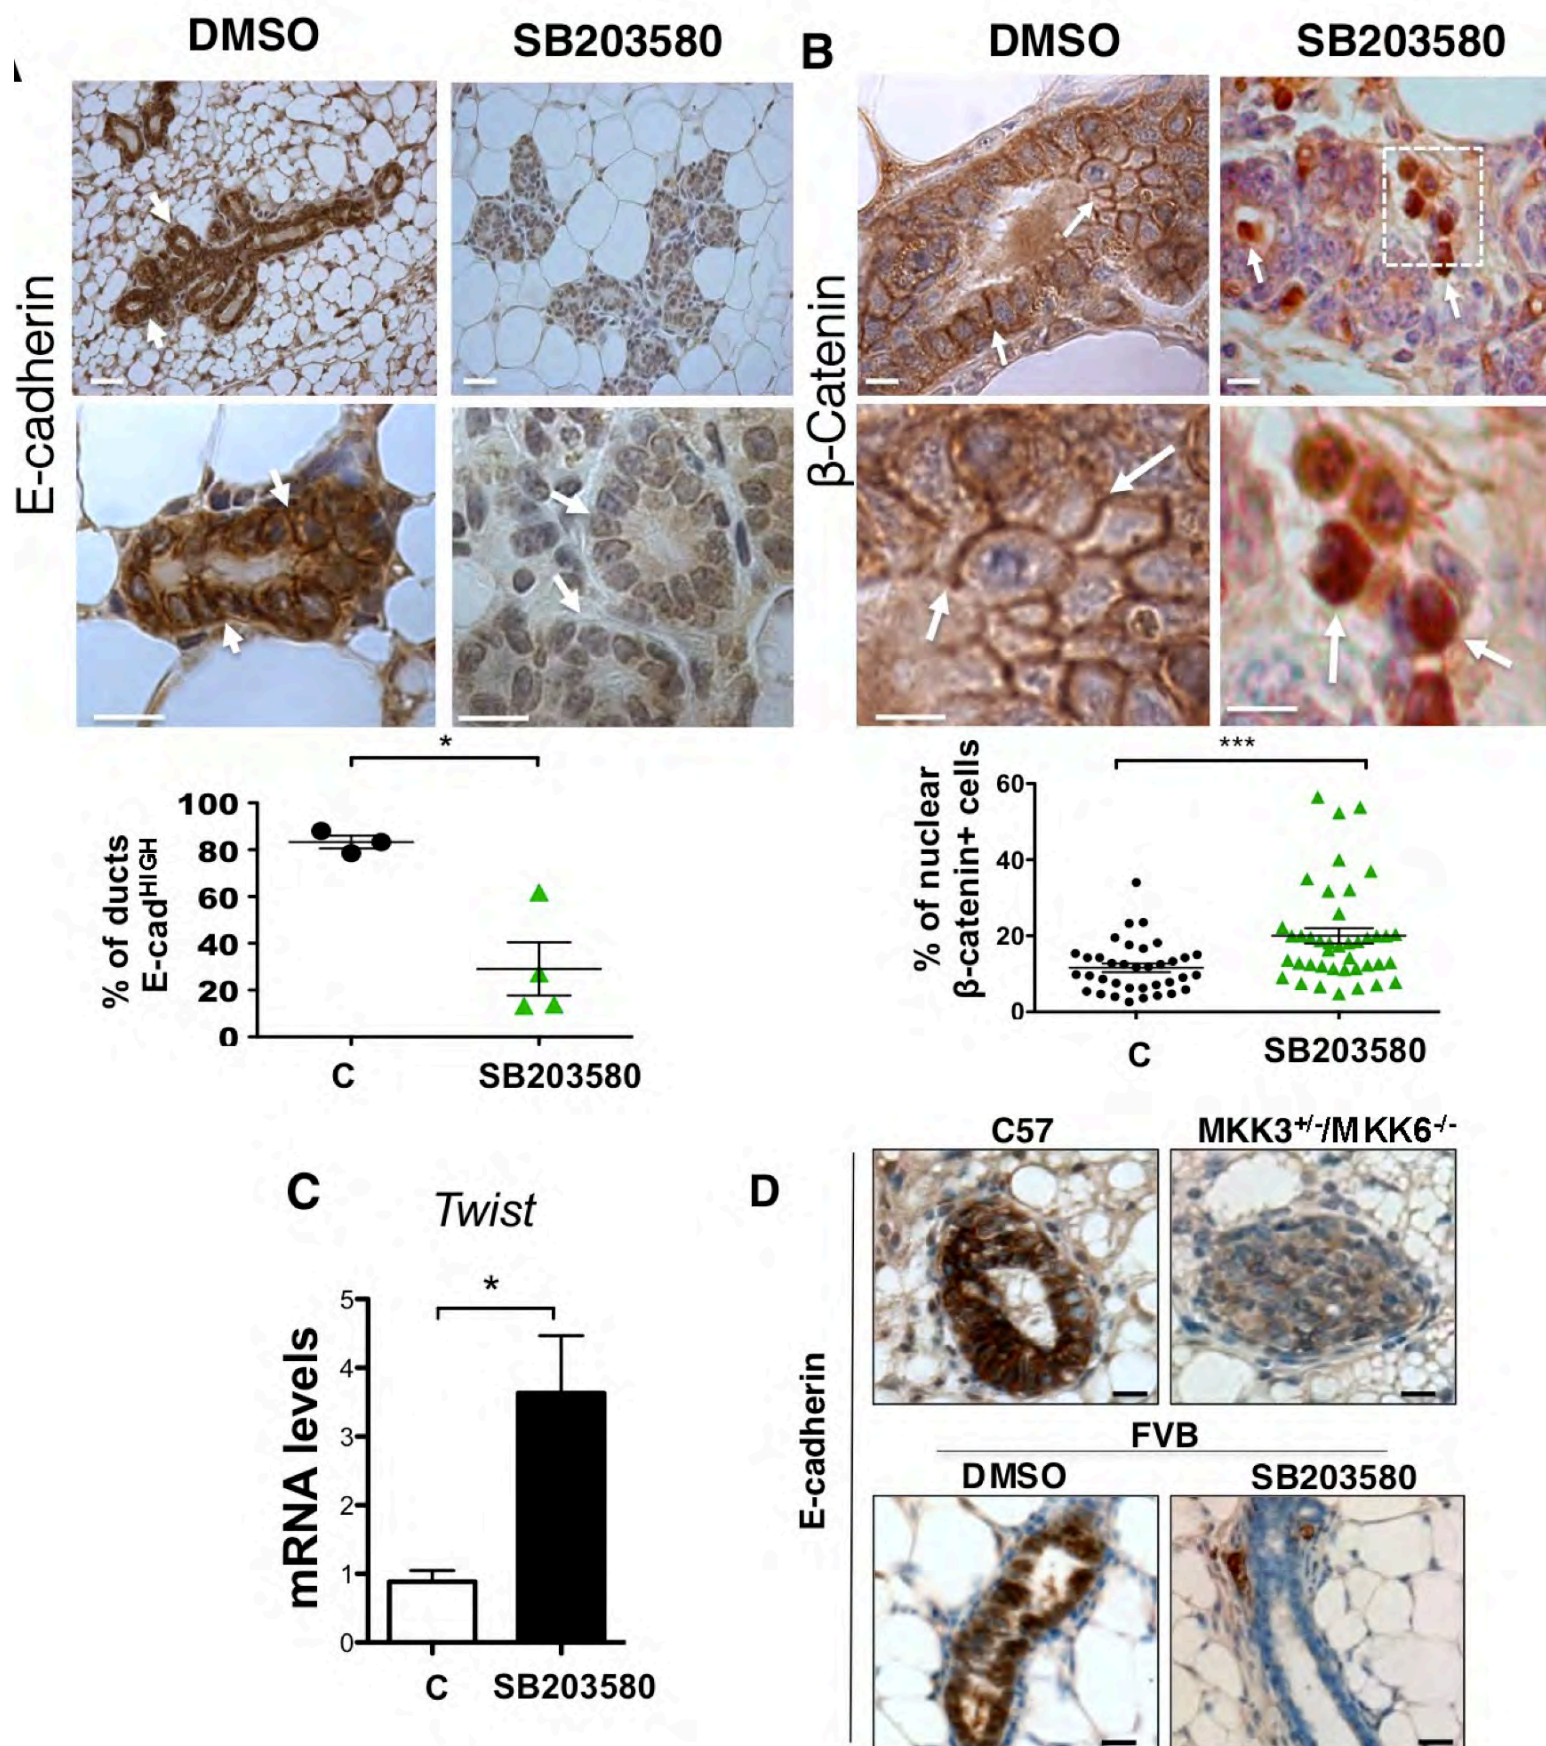 DMSO
SB203580
B
DMSO
SB203580
E-cadherin
β-Catenin
*
% of ducts
E-cadHIGH
100
80
60
40
20
0
C
SB203580
***
% of nuclear
β-catenin+ cells
60
40
20
0
C
SB203580
C
Twist
*
mRNA levels
5
4
3
2
1
0
C
SB203580
D
C57
MKK3+/-/MKK6-/-
E-cadherin
FVB
DMSO
SB203580